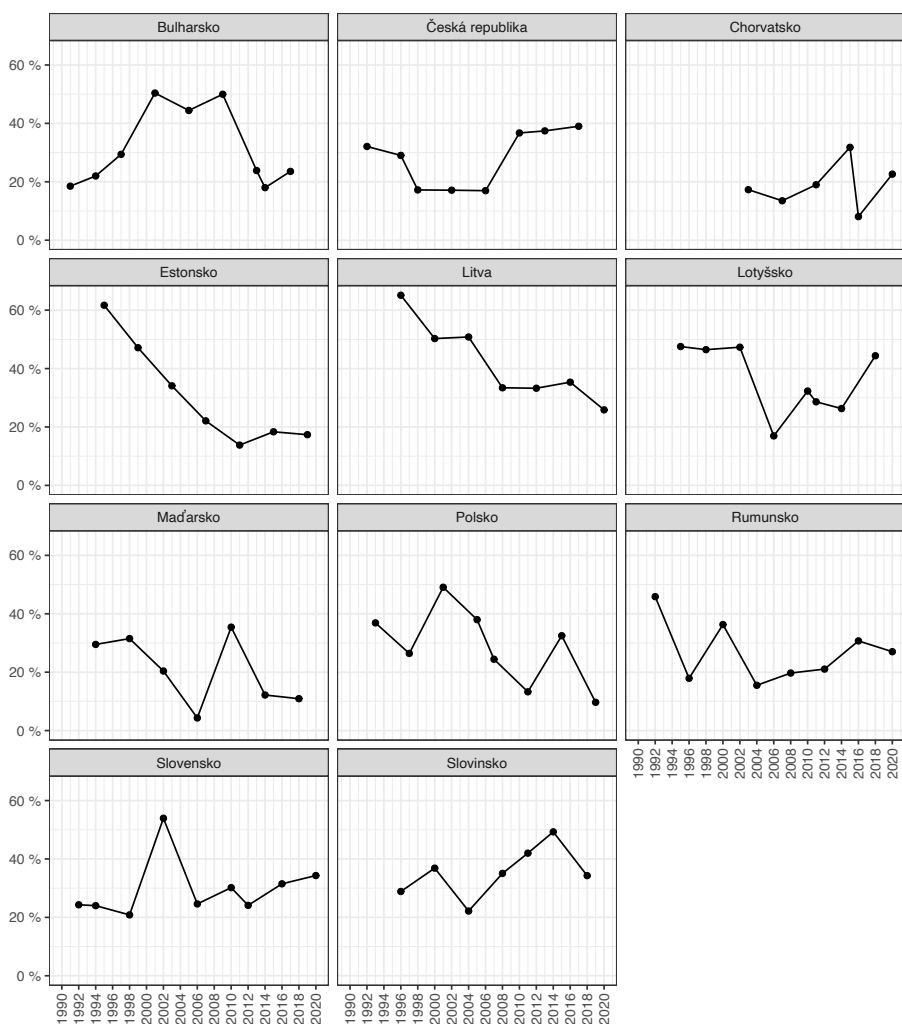 Bulharsko Česká republika Chorvatsko
60 %
40 %
20 %
0 %
Estonsko Litva Lotyšsko
60 %
40 %
20 %
0 %
Maďarsko Polsko Rumunsko
60 %
40 %
20 %
0 %
1990 1992 1994 1996 1998 2000 2002 2004 2006 2008 2010 2012 2014 2016 2018 2020
Slovensko Slovinsko
60 %
40 %
20 %
0 %
1990 1992 1994 1996 1998 2000 2002 2004 2006 2008 2010 2012 2014 2016 2018 2020 1990 1992 1994 1996 1998 2000 2002 2004 2006 2008 2010 2012 2014 2016 2018 2020